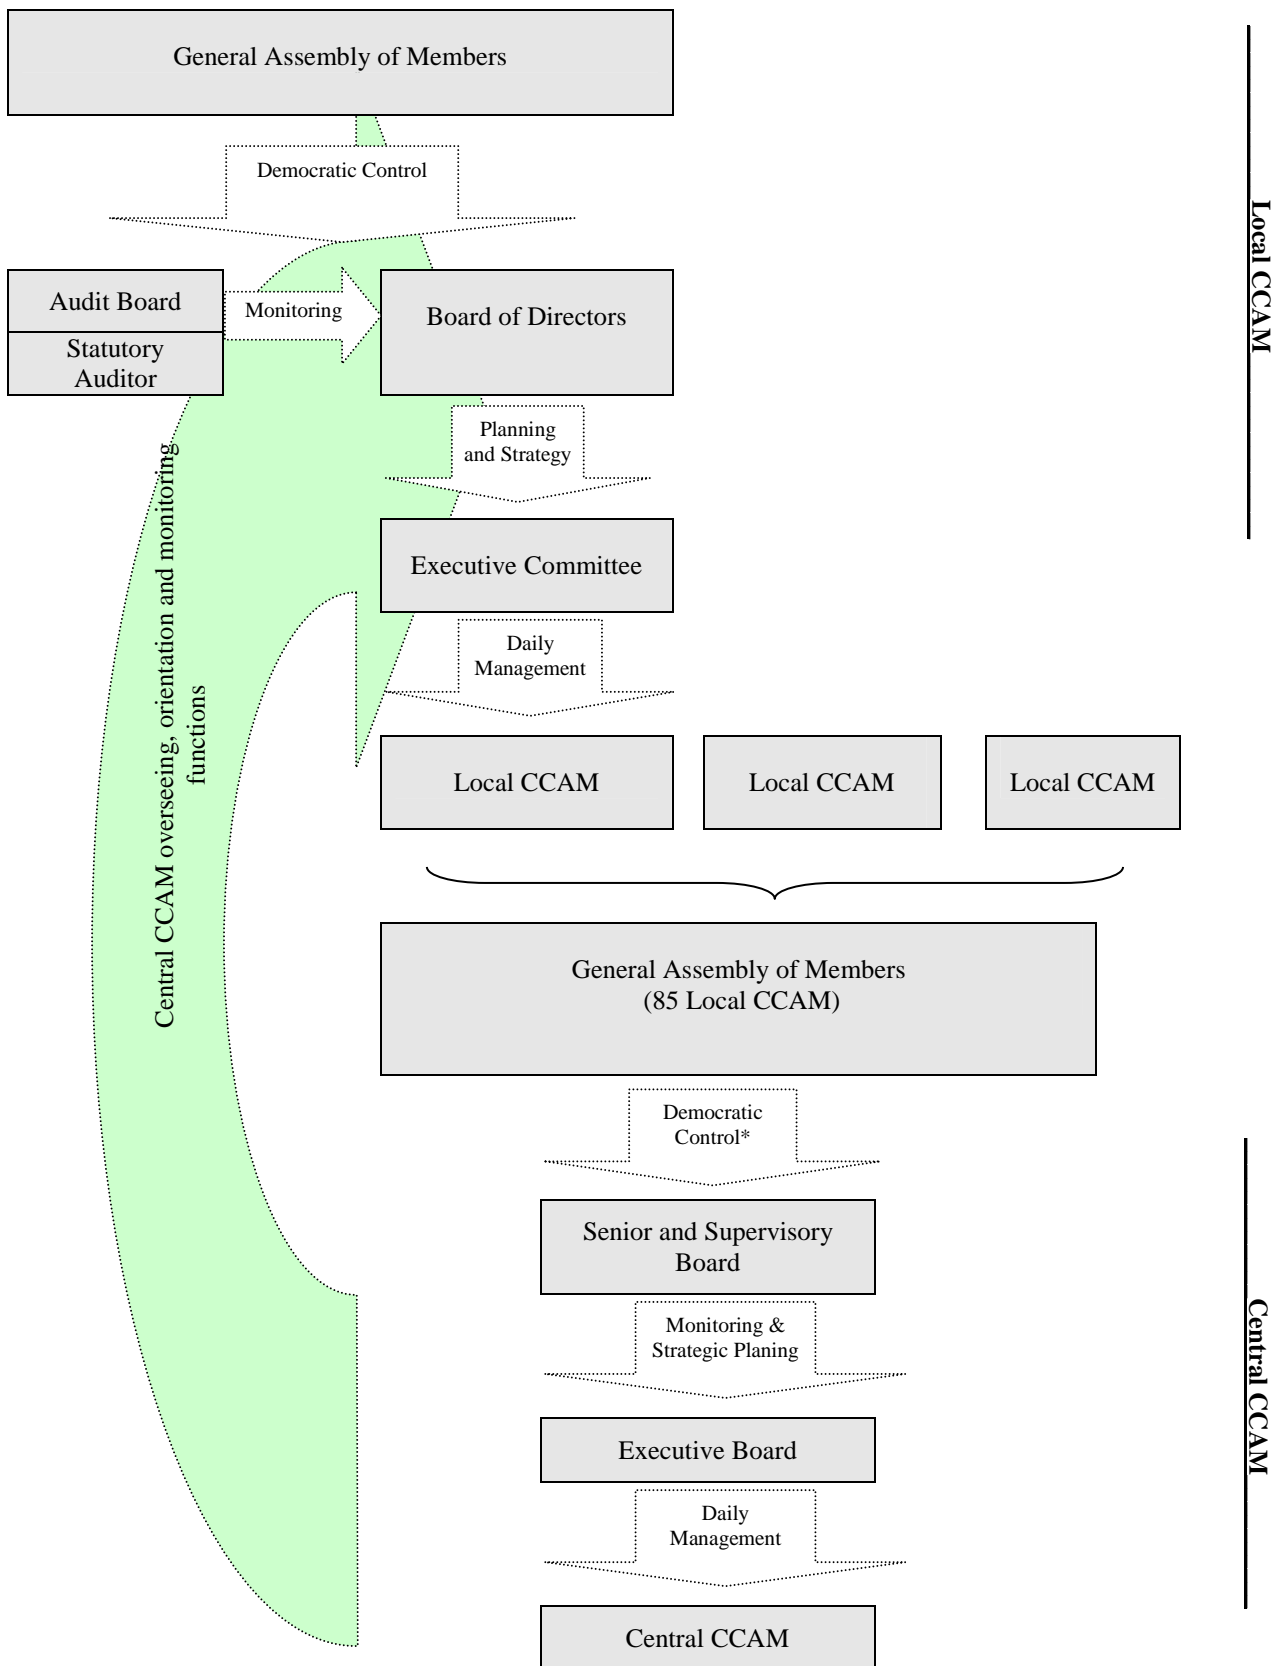 General Assembly of Members
Democratic Control
Local CCAM
Audit Board
Statutory
Auditor
Monitoring
Board of Directors
Planning
and Strategy
Executive Committee
Daily
Management
Central CCAM overseeing, orientation and monitoring
functions
Local CCAM
Local CCAM
Local CCAM
General Assembly of Members
(85 Local CCAM)
Democratic
Control*
Senior and Supervisory
Board
Monitoring &
Strategic Planing
Central CCAM
Executive Board
Daily
Management
Central CCAM